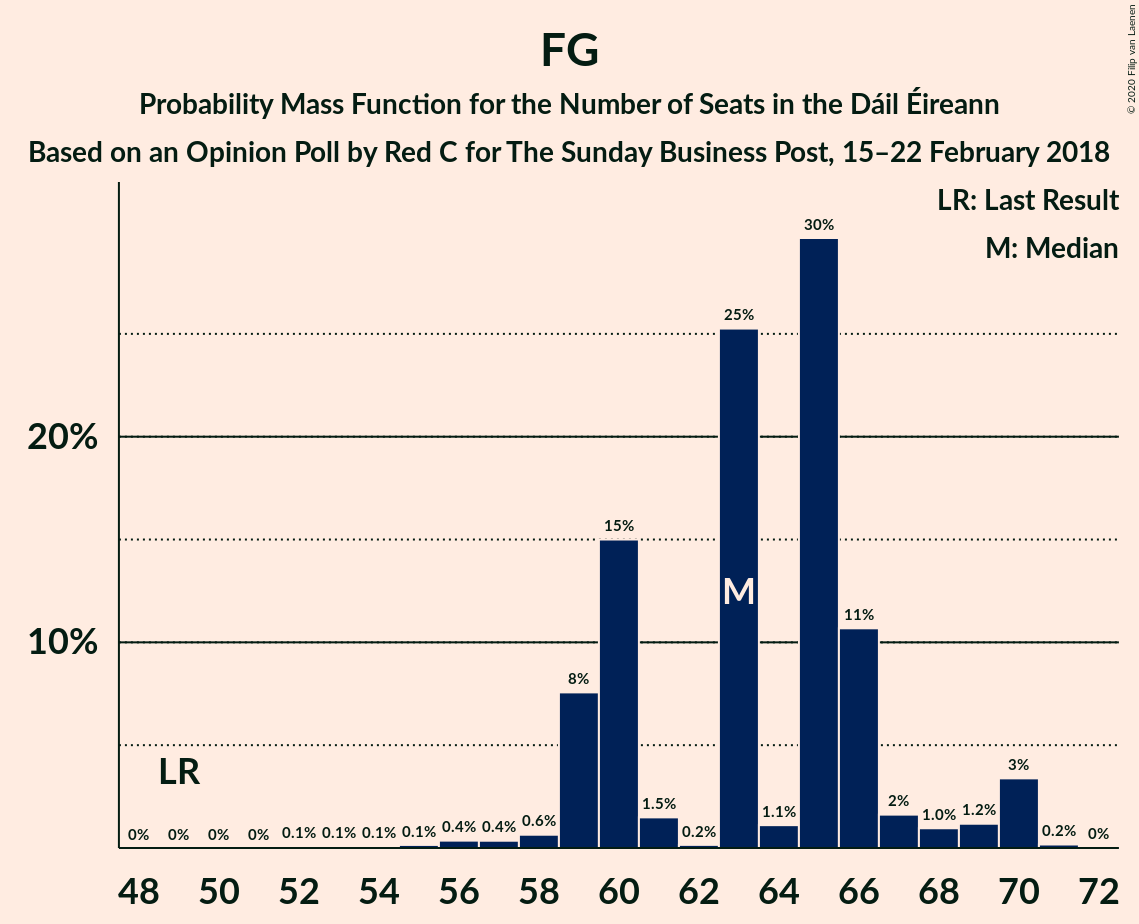 FG
Probability Mass Function for the Number of Seats in the Dáil Éireann
Based on an Opinion Poll by Red C for The Sunday Business Post, 15–22 February 2018
© 2020 Filip van Laenen
LR: Last Result
M: Median
20%
10%
0% 0% 0% 0% 0.1% 0.1% 0.1% 0.1% 0.4% 0.4% 0.6% 8% 15% 1.5% 0.2% 25% 1.1% 30% 11% 2% 1.0% 1.2% 3% 0.2% 0%
LR
M
48 50 52 54 56 58 60 62 64 66 68 70 72